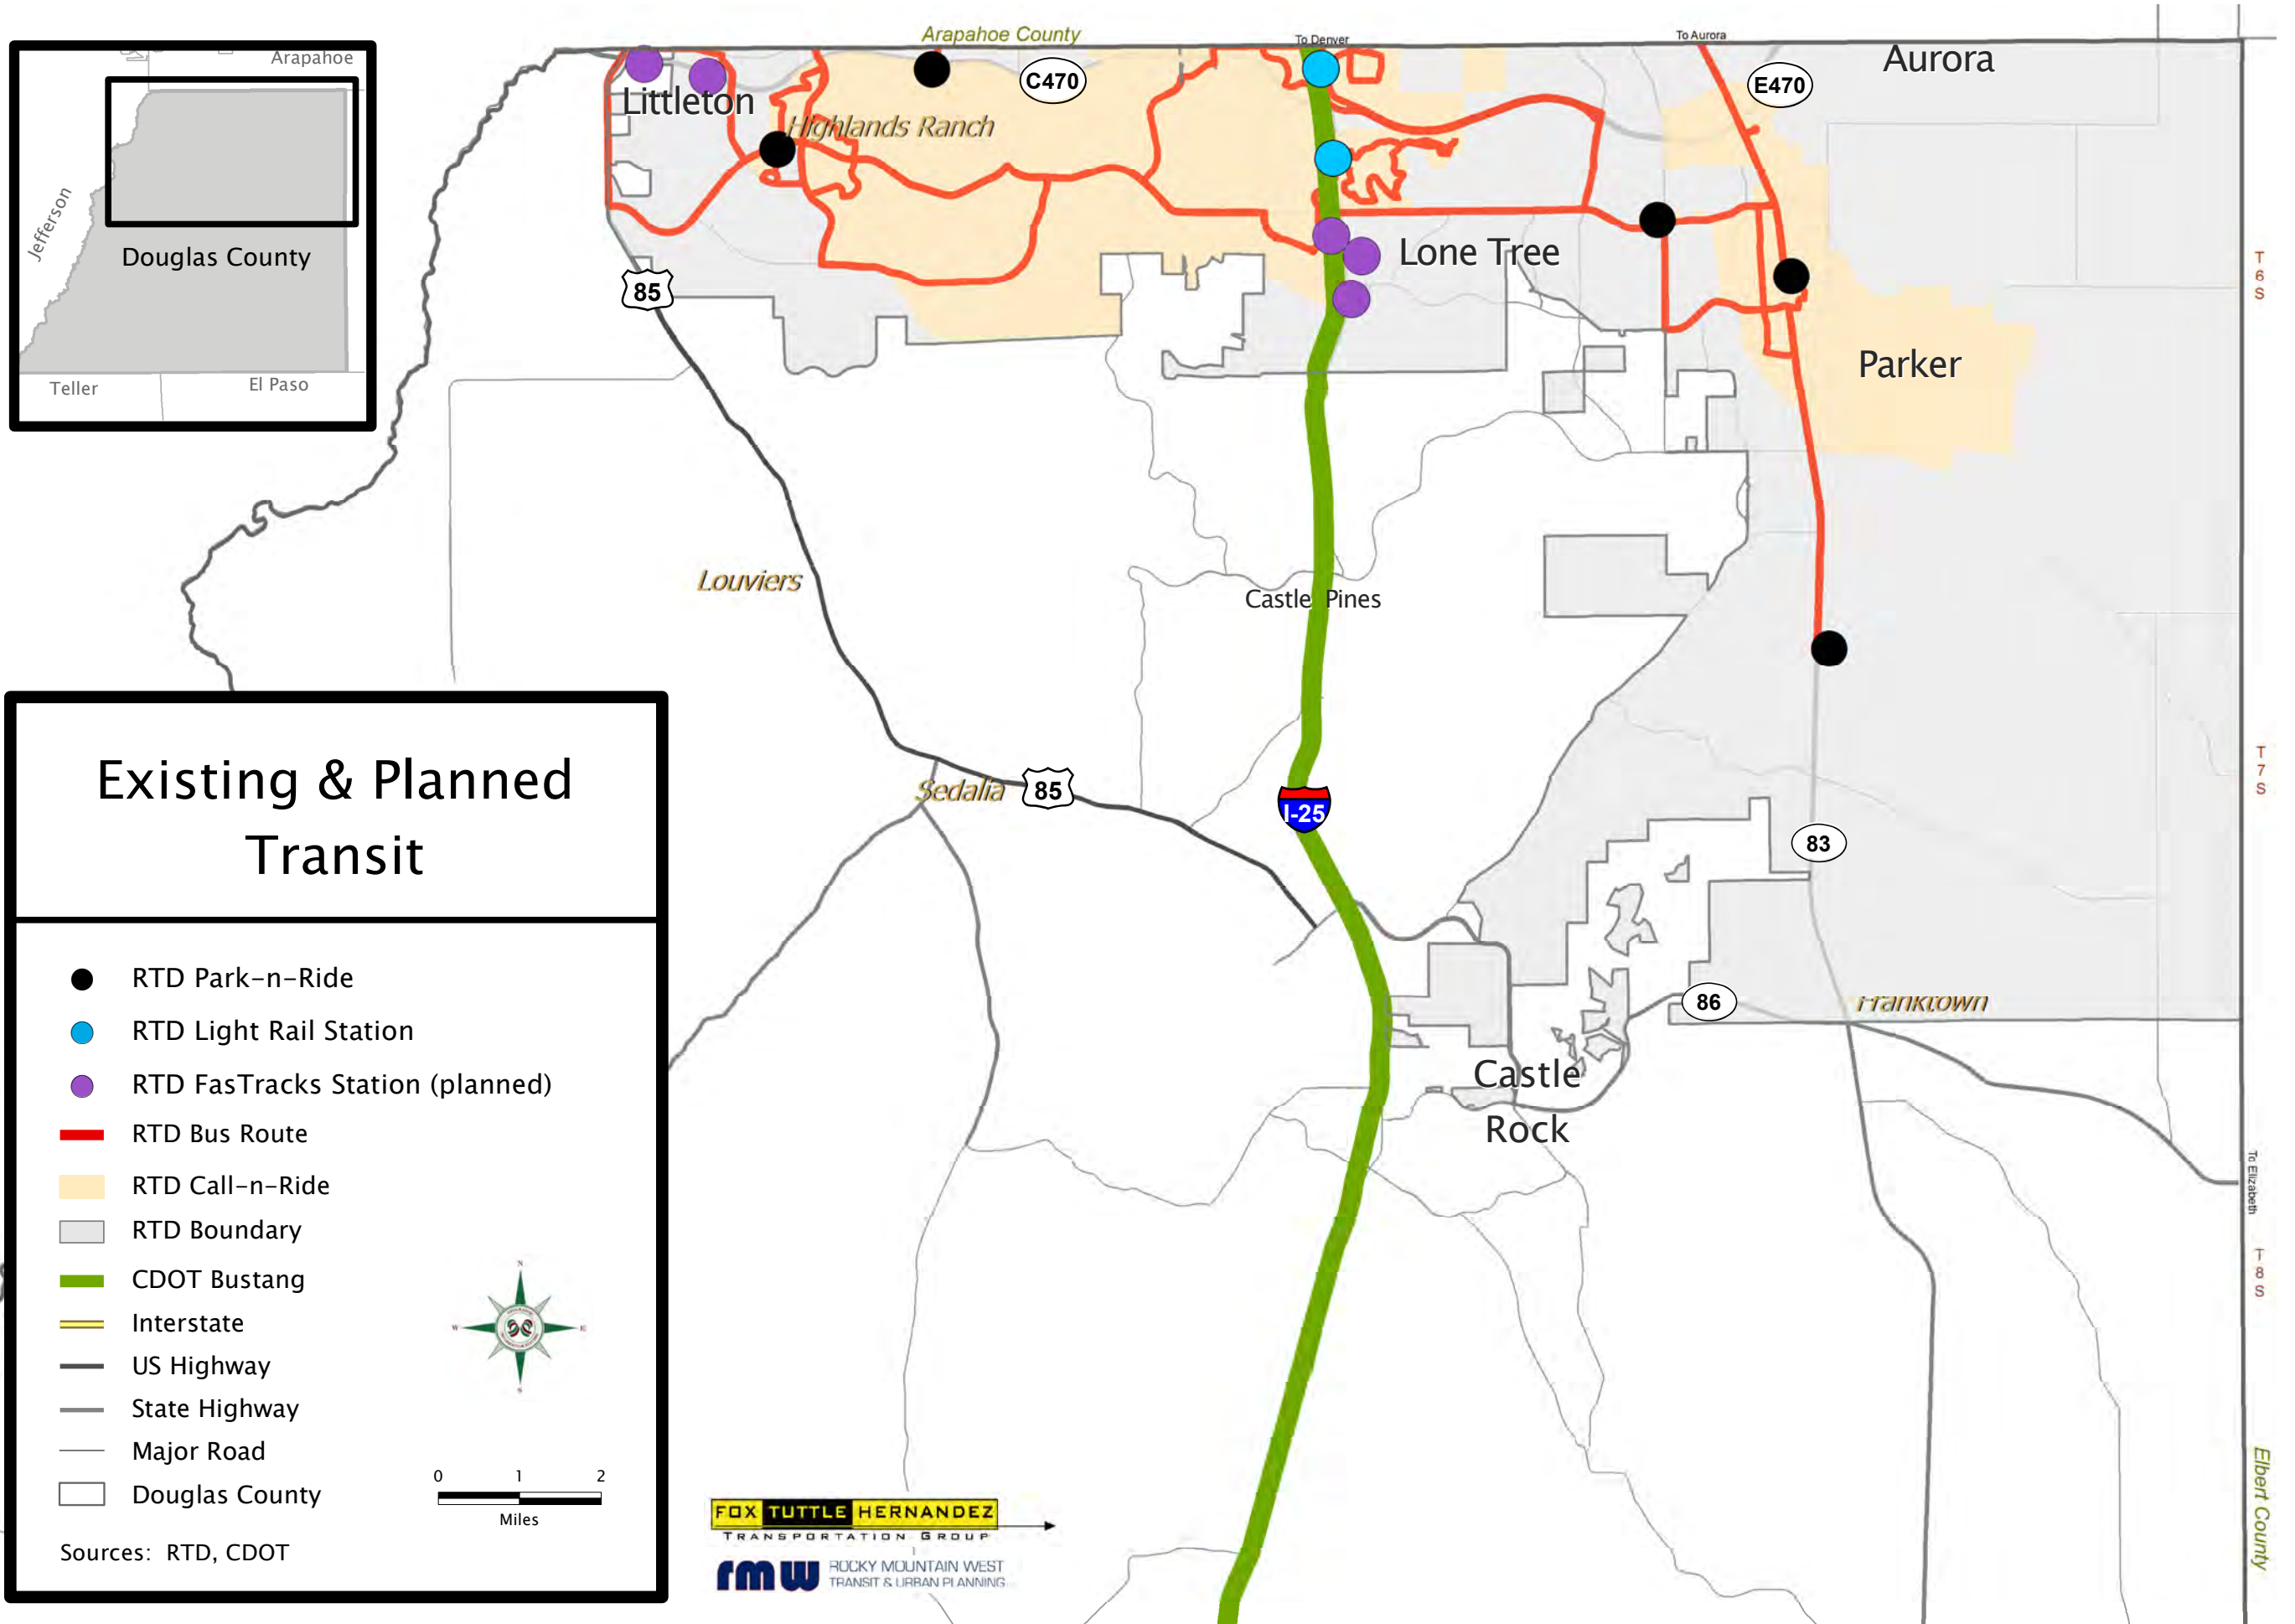 Arapahoe County
To Denver
To Aurora
Arapahoe
Jefferson
Douglas County
Teller
El Paso
Aurora
C470
E470
Littleton
Highlands Ranch
Lone Tree
85
T
6
S
Parker
Louviers
Castle Pines
Existing & Planned
Transit
Sedalia
85
I-25
T
7
S
83
86
Franktown
Castle
Rock
RTD Park-n-Ride
RTD Light Rail Station
RTD FasTracks Station (planned)
RTD Bus Route
RTD Call-n-Ride
RTD Boundary
CDOT Bustang
Interstate
US Highway
State Highway
Major Road
Douglas County
N
W
E
S
0 1 2
Miles
Sources: RTD, CDOT
To Elizabeth
T
8
S
Elbert County
FOX TUTTLE HERNANDEZ
TRANSPORTATION GROUP
rmw
ROCKY MOUNTAIN WEST
TRANSIT & URBAN PLANNING